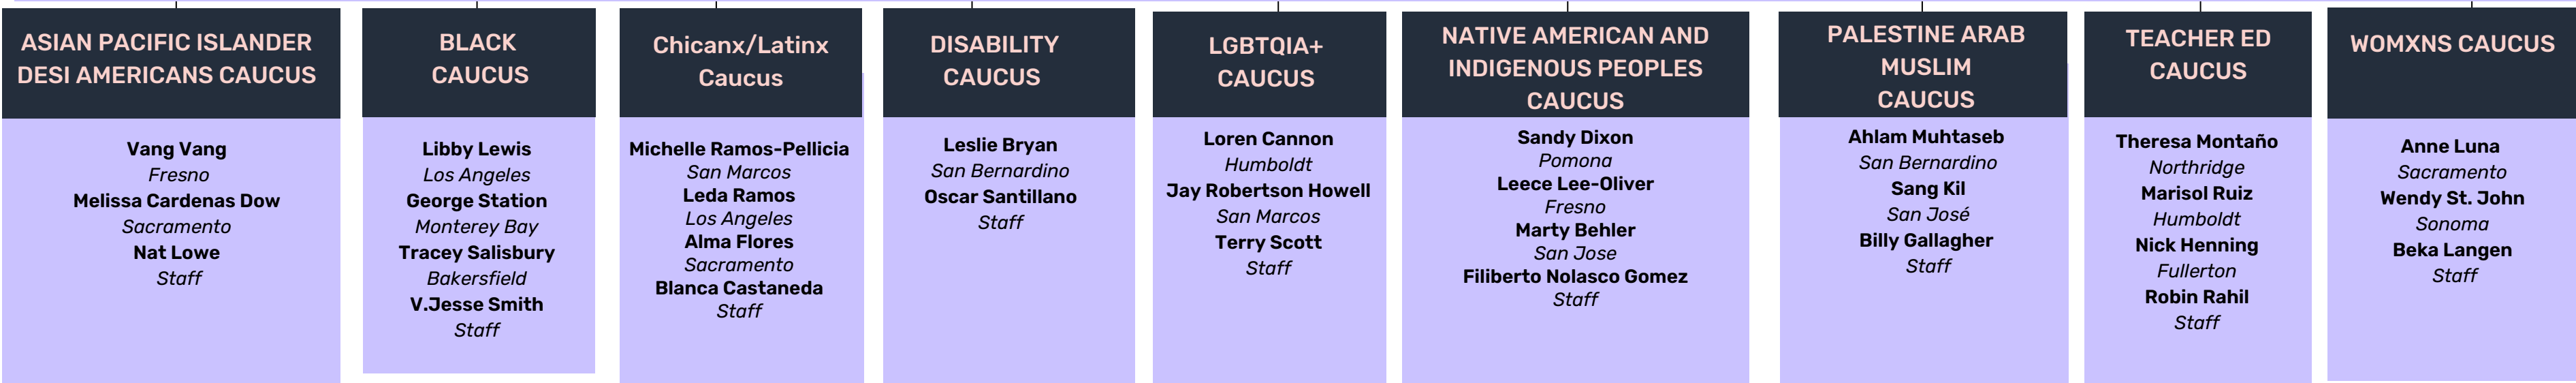 ASIAN PACIFIC ISLANDER
DESI AMERICANS CAUCUS
Vang Vang
Fresno
Melissa Cardenas Dow
Sacramento
Nat Lowe
Staff
BLACK
CAUCUS
Libby Lewis
Los Angeles
George Station
Monterey Bay
Tracey Salisbury
Bakersfield
V.Jesse Smith
Staff
Chicanx/Latinx
Caucus
Michelle Ramos-Pellicia
San Marcos
Leda Ramos
Los Angeles
Alma Flores
Sacramento
Blanca Castaneda
Staff
DISABILITY
CAUCUS
Leslie Bryan
San Bernardino
Oscar Santillano
Staff
LGBTQIA+
CAUCUS
Loren Cannon
Humboldt
Jay Robertson Howell
San Marcos
Terry Scott
Staff
NATIVE AMERICAN AND
INDIGENOUS PEOPLES
CAUCUS
Sandy Dixon
Pomona
Leece Lee-Oliver
Fresno
Marty Behler
San Jose
Filiberto Nolasco Gomez
Staff
PALESTINE ARAB
MUSLIM
CAUCUS
Ahlam Muhtaseb
San Bernardino
Sang Kil
San José
Billy Gallagher
Staff
TEACHER ED
CAUCUS
Theresa Montaño
Northridge
Marisol Ruiz
Humboldt
Nick Henning
Fullerton
Robin Rahil
Staff
WOMXNS CAUCUS
Anne Luna
Sacramento
Wendy St. John
Sonoma
Beka Langen
Staff